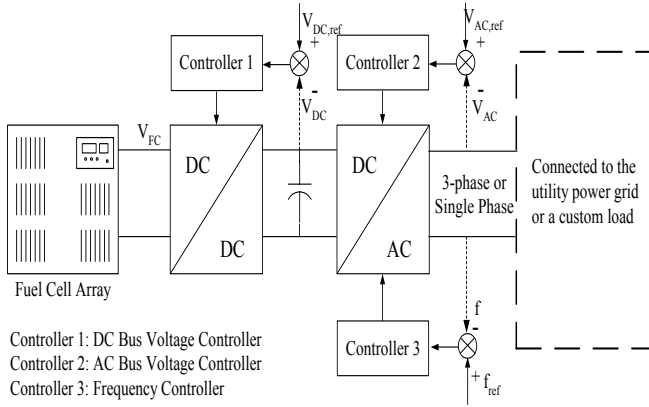 V_DC,ref
+
V_AC,ref
+
Controller 1
Controller 2
-
V_DC
-
V_AC
V_FC
DC
DC
DC
AC
3-phase or
Single Phase
Connected to the
utility power grid
or a custom load
Fuel Cell Array
f
-
Controller 3
+
f_ref
Controller 1: DC Bus Voltage Controller
Controller 2: AC Bus Voltage Controller
Controller 3: Frequency Controller